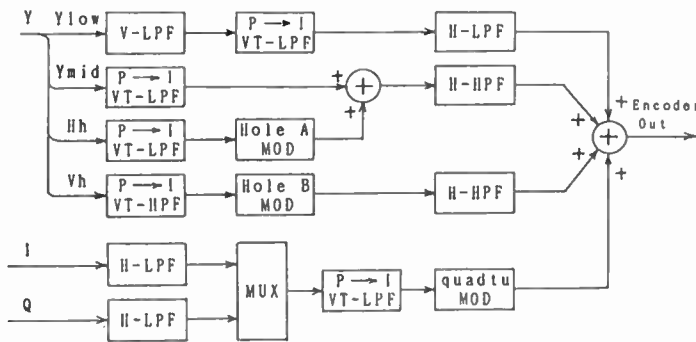 Y Ylow V-LPF P → I VT-LPF H-LPF
Ymid P → I VT-LPF + + + H-HPF + Encoder Out
Hh P → I VT-LPF Hole A MOD + + + +
Vh P → I VT-HPF Hole B MOD H-HPF
I H-LPF MUX P → I VT-LPF quadtu MOD
Q H-LPF